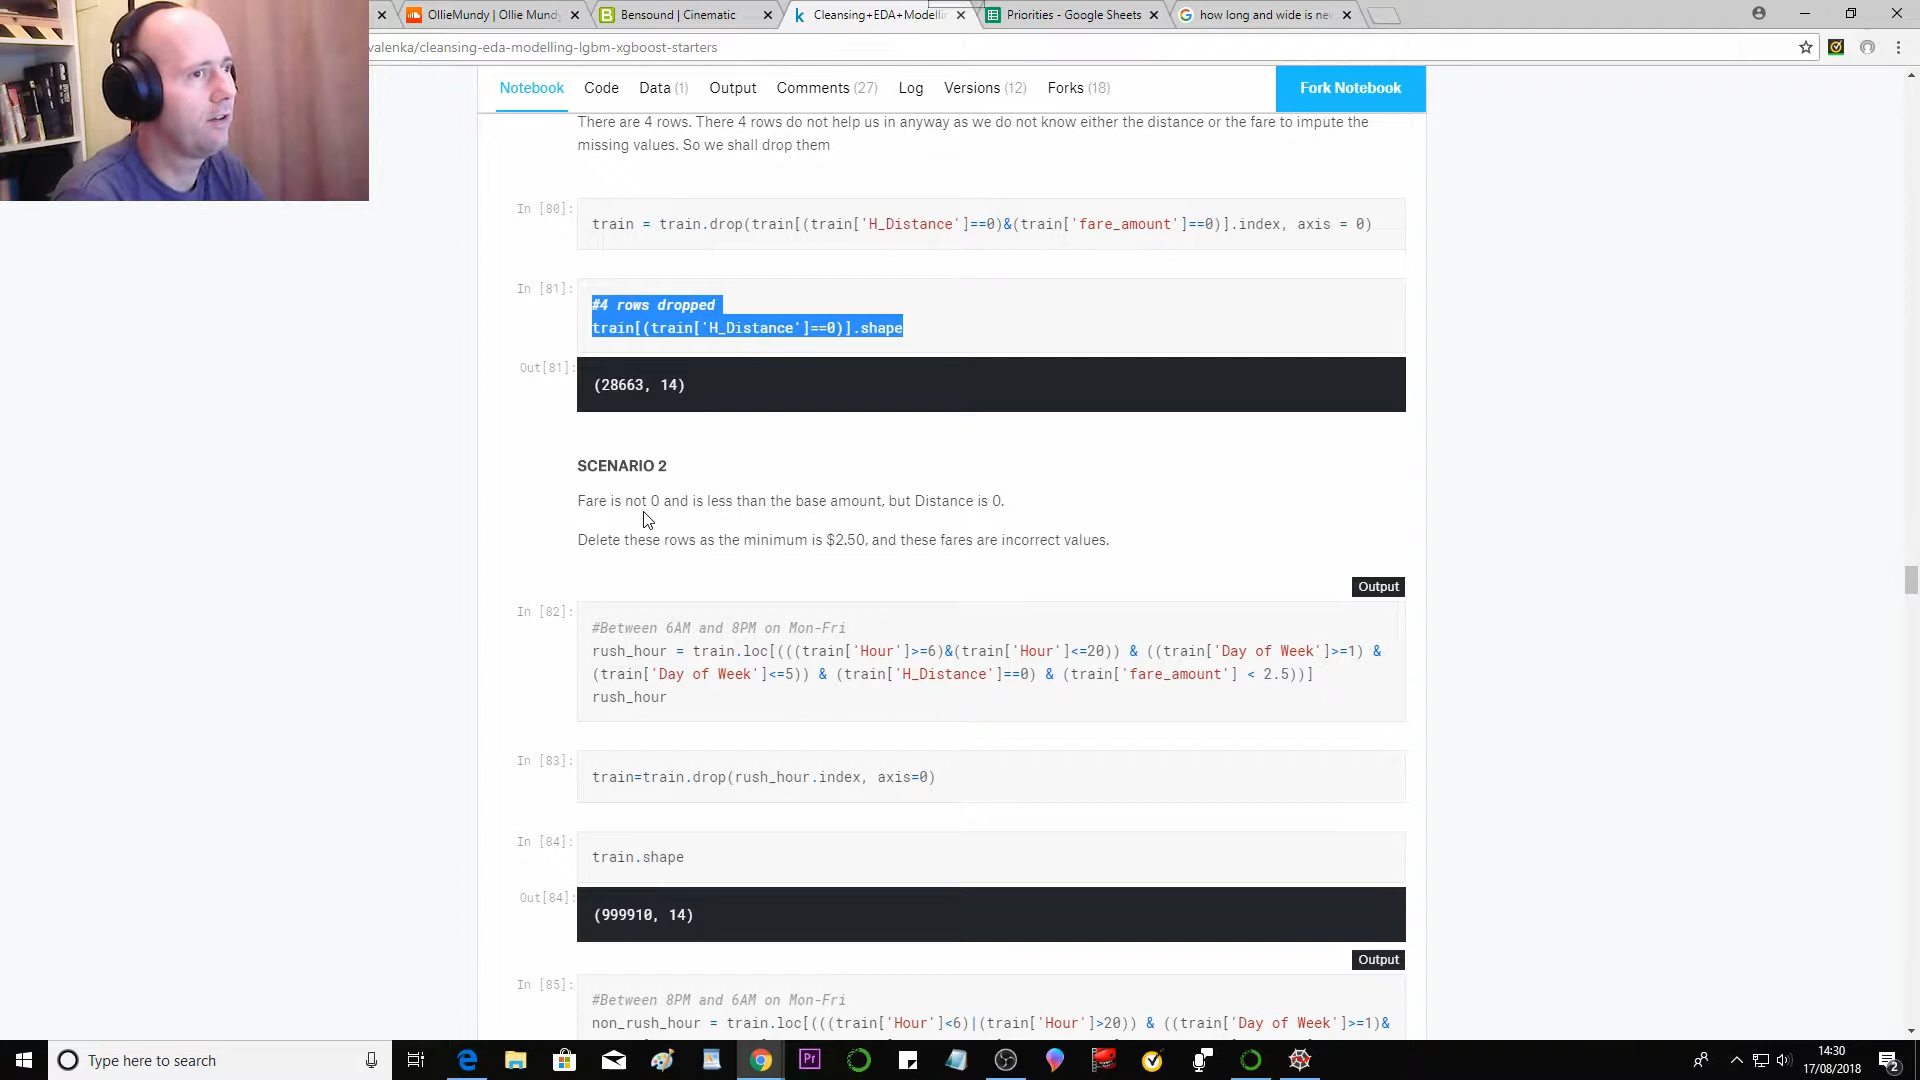 OllieMundy | Ollie Mund
Bensound | Cinematic
Cleansing+EDA+Modellin
Priorities - Google Sheets
how long and wide is nev
valenka/cleansing-eda-modelling-lgbm-xgboost-starters
Notebook Code Data (1) Output Comments (27) Log Versions (12) Forks (18) Fork Notebook
There are 4 rows. There 4 rows do not help us in anyway as we do not know either the distance or the fare to impute the
missing values. So we shall drop them
In [80]:
train = train.drop(train[(train['H_Distance']==0)&(train['fare_amount']==0)].index, axis = 0)
In [81]:
#4 rows dropped
train[(train['H_Distance']==0)].shape
Out[81]:
(28663, 14)
SCENARIO 2
Fare is not 0 and is less than the base amount, but Distance is 0.
Delete these rows as the minimum is $2.50, and these fares are incorrect values.
Output
In [82]:
#Between 6AM and 8PM on Mon-Fri
rush_hour = train.loc[(((train['Hour']>=6)&(train['Hour']<=20)) & ((train['Day of Week']>=1) &
(train['Day of Week']<=5)) & (train['H_Distance']==0) & (train['fare_amount'] < 2.5))]
rush_hour
In [83]:
train=train.drop(rush_hour.index, axis=0)
In [84]:
train.shape
Out[84]:
(999910, 14)
Output
In [85]:
#Between 8PM and 6AM on Mon-Fri
non_rush_hour = train.loc[(((train['Hour']<6)|(train['Hour']>20)) & ((train['Day of Week']>=1)&
Type here to search
14:30
17/08/2018
2